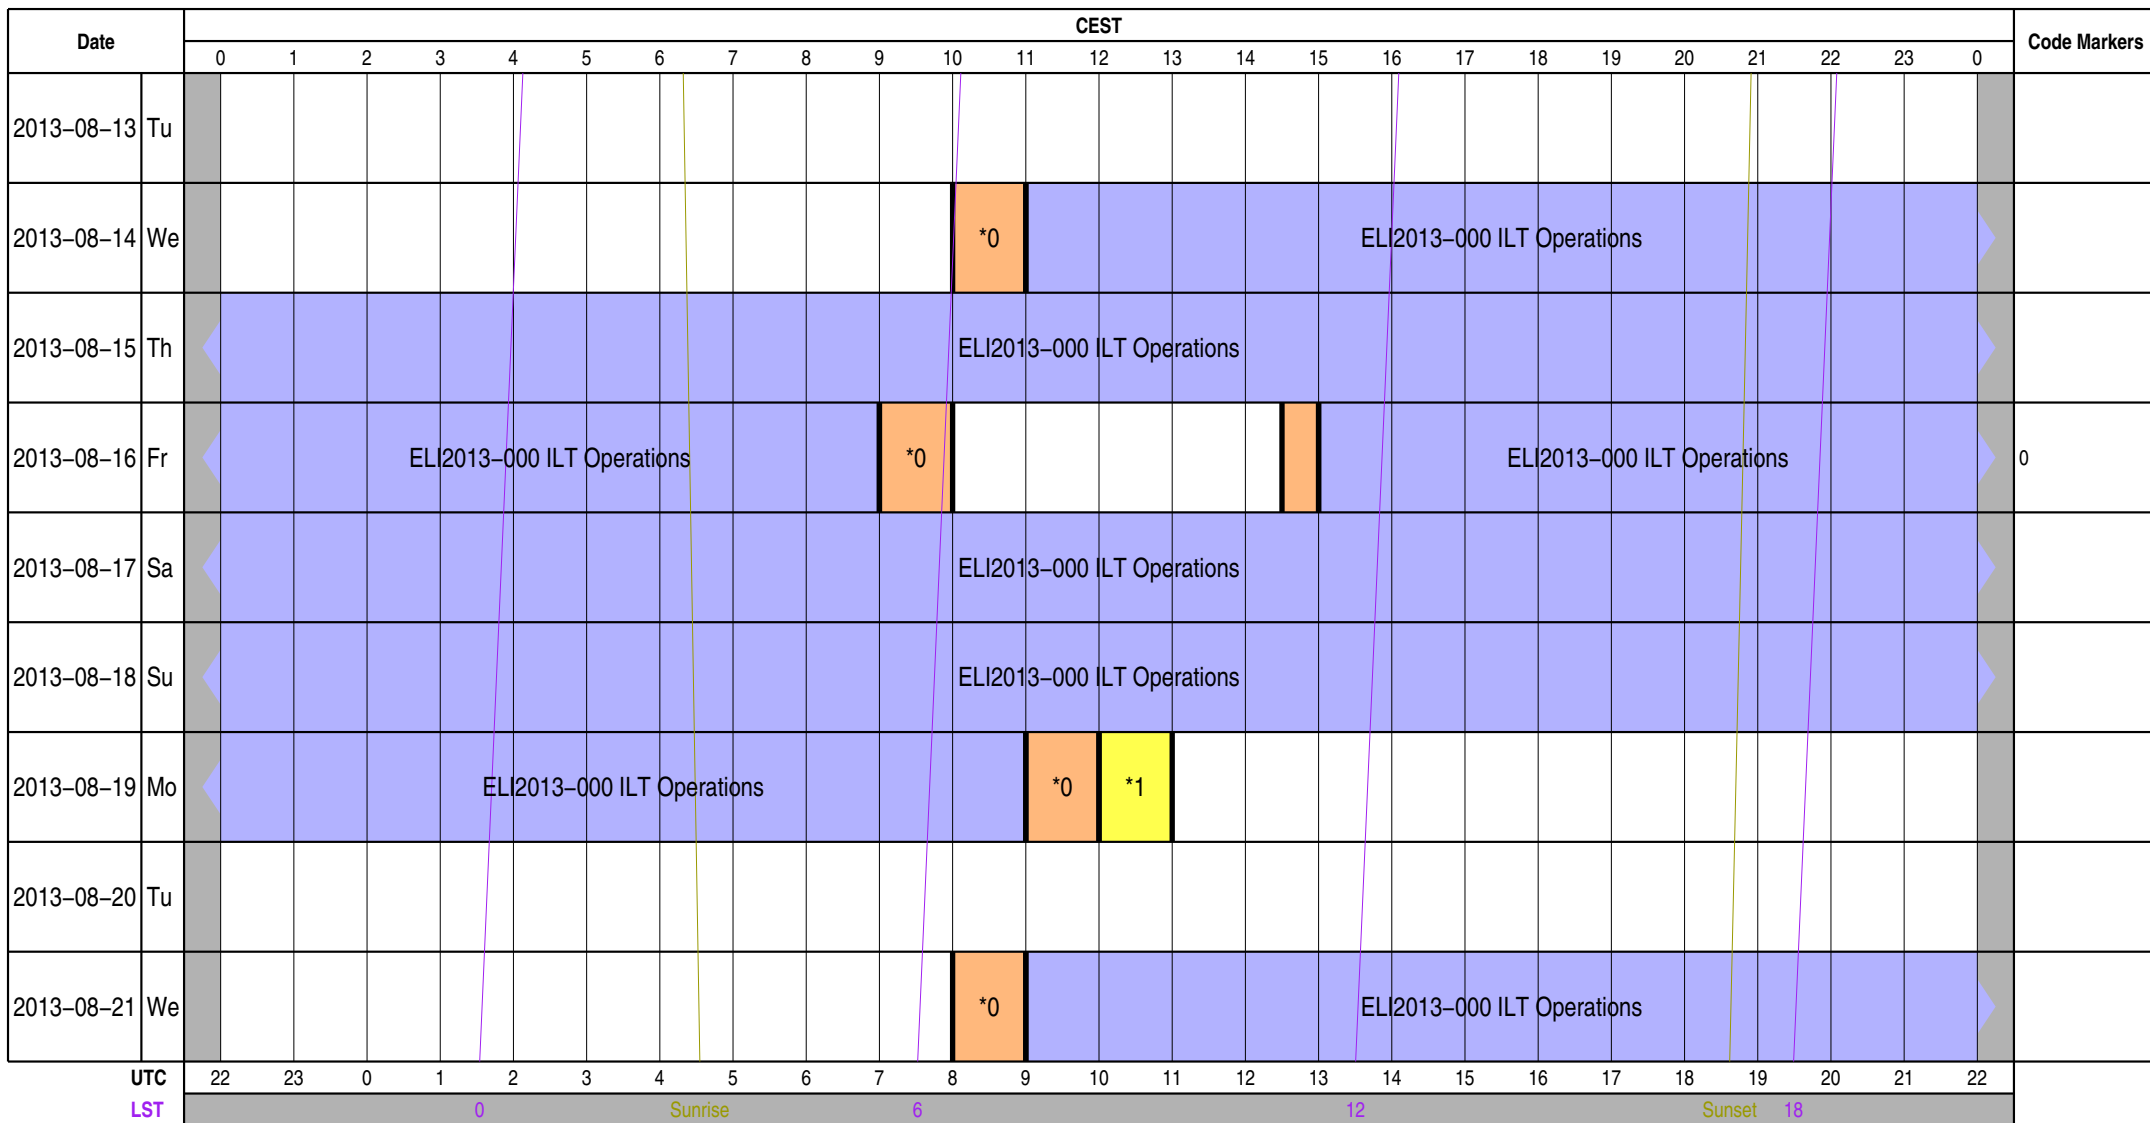 Date CEST Code Markers
0 1 2 3 4 5 6 7 8 9 10 11 12 13 14 15 16 17 18 19 20 21 22 23 0
2013−08−13 Tu
2013−08−14 We *0 ELI2013−000 ILT Operations
2013−08−15 Th ELI2013−000 ILT Operations
2013−08−16 Fr ELI2013−000 ILT Operations *0 ELI2013−000 ILT Operations 0
2013−08−17 Sa ELI2013−000 ILT Operations
2013−08−18 Su ELI2013−000 ILT Operations
2013−08−19 Mo ELI2013−000 ILT Operations *0 *1
2013−08−20 Tu
2013−08−21 We *0 ELI2013−000 ILT Operations
UTC 22 23 0 1 2 3 4 5 6 7 8 9 10 11 12 13 14 15 16 17 18 19 20 21 22
LST 0 Sunrise 6 12 Sunset 18